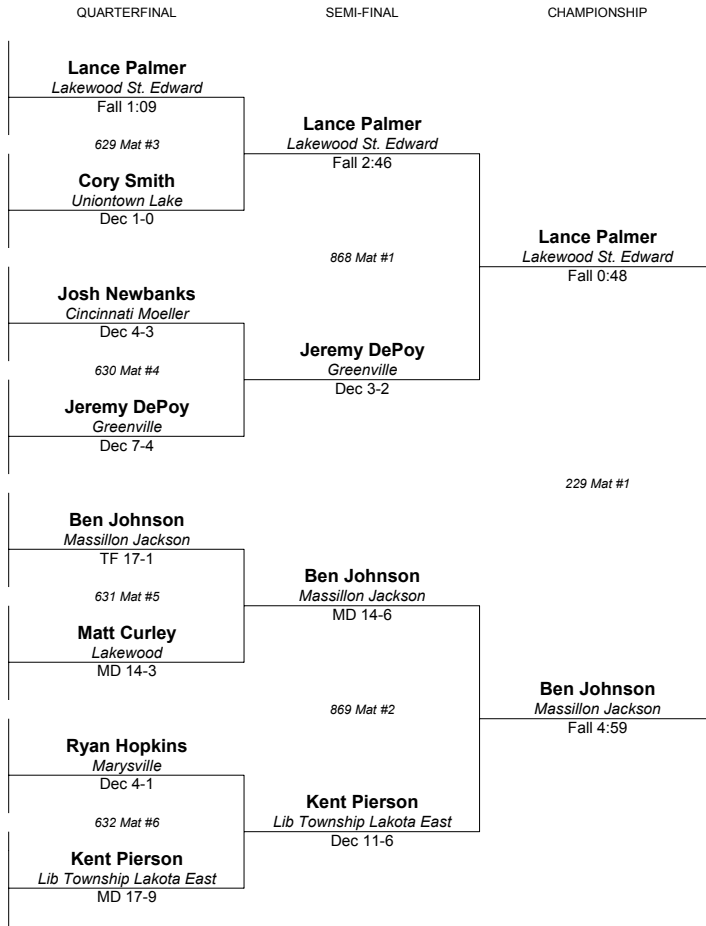 QUARTERFINAL
SEMI-FINAL
CHAMPIONSHIP
Lance Palmer
Lakewood St. Edward
Fall 1:09
629 Mat #3
Cory Smith
Uniontown Lake
Dec 1-0
Josh Newbanks
Cincinnati Moeller
Dec 4-3
630 Mat #4
Jeremy DePoy
Greenville
Dec 7-4
Ben Johnson
Massillon Jackson
TF 17-1
631 Mat #5
Matt Curley
Lakewood
MD 14-3
Ryan Hopkins
Marysville
Dec 4-1
632 Mat #6
Kent Pierson
Lib Township Lakota East
MD 17-9
Lance Palmer
Lakewood St. Edward
Fall 2:46
868 Mat #1
Jeremy DePoy
Greenville
Dec 3-2
Ben Johnson
Massillon Jackson
MD 14-6
869 Mat #2
Kent Pierson
Lib Township Lakota East
Dec 11-6
Lance Palmer
Lakewood St. Edward
Fall 0:48
229 Mat #1
Ben Johnson
Massillon Jackson
Fall 4:59